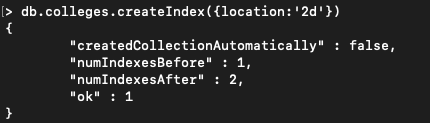 [> db.colleges.createIndex({location:'2d'})
{
        "createdCollectionAutomatically" : false,
        "numIndexesBefore" : 1,
        "numIndexesAfter" : 2,
        "ok" : 1
}